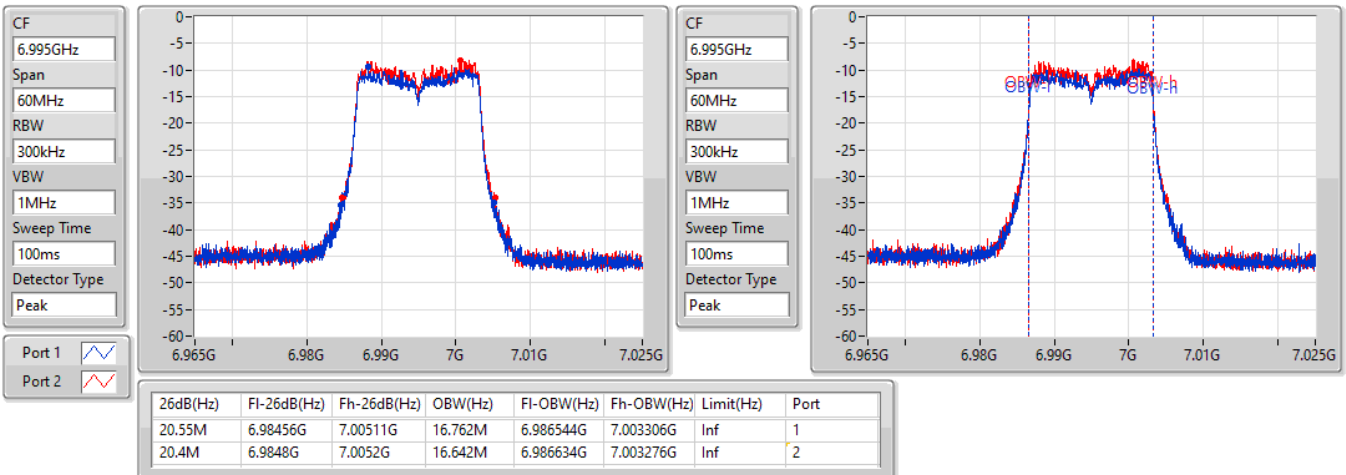 CF
6.995GHz
Span
60MHz
RBW
300kHz
VBW
1MHz
Sweep Time
100ms
Detector Type
Peak
Port 1
Port 2
0-
-5-
-10-
-15-
-20-
-25-
-30-
-35-
-40-
-45-
-50-
-55-
-60-
6.965G 6.98G 6.99G 7G 7.01G 7.025G
CF
6.995GHz
Span
60MHz
RBW
300kHz
VBW
1MHz
Sweep Time
100ms
Detector Type
Peak
0-
-5-
-10-
-15-
-20-
-25-
-30-
-35-
-40-
-45-
-50-
-55-
-60-
OBW-l OBW-h
OBW-l OBW-h
6.965G 6.98G 6.99G 7G 7.01G 7.025G
26dB(Hz) Fl-26dB(Hz) Fh-26dB(Hz) OBW(Hz) Fl-OBW(Hz) Fh-OBW(Hz) Limit(Hz) Port
20.55M 6.98456G 7.00511G 16.762M 6.986544G 7.003306G Inf 1
20.4M 6.9848G 7.0052G 16.642M 6.986634G 7.003276G Inf 2